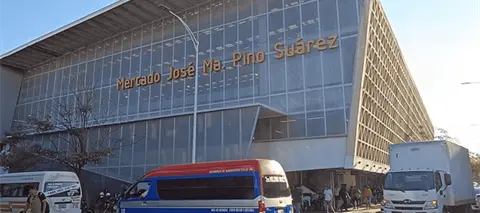 Mercado José Ma. Pino Suárez